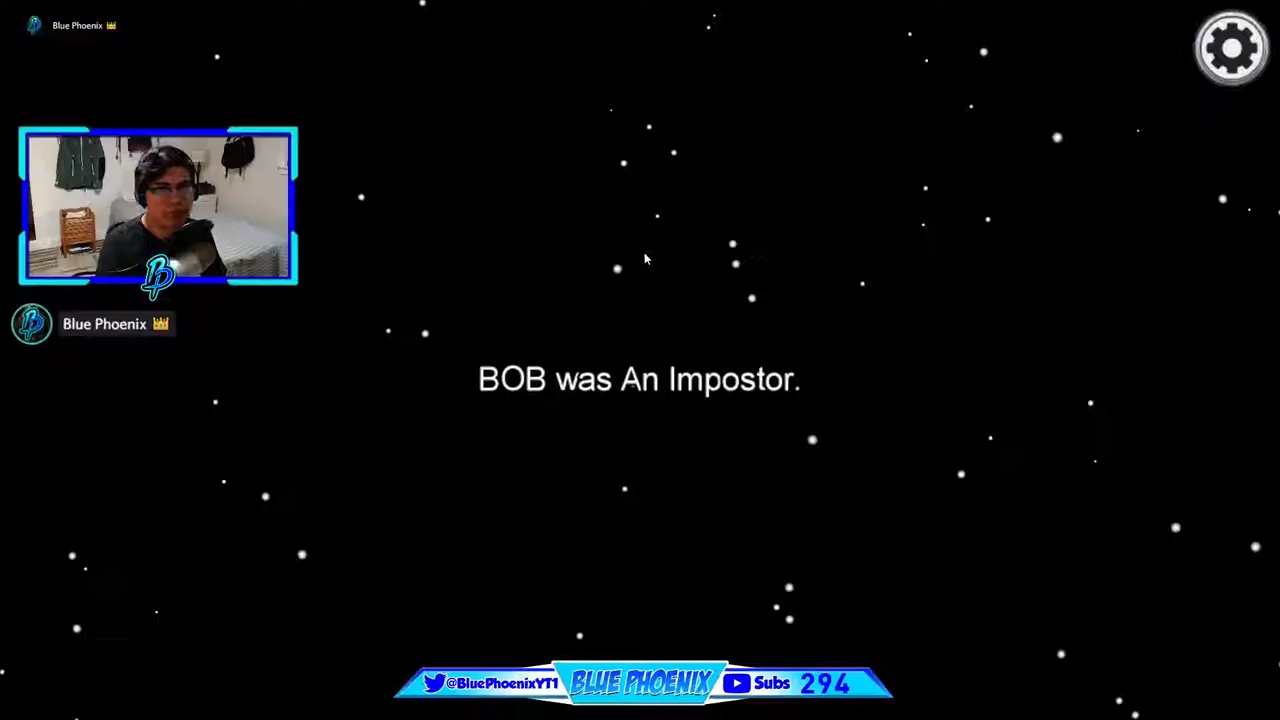 Blue Phoenix
Blue Phoenix
BOB was An Impostor.
@BluePhoenixYT1
BLUE PHOENIX
Subs 294